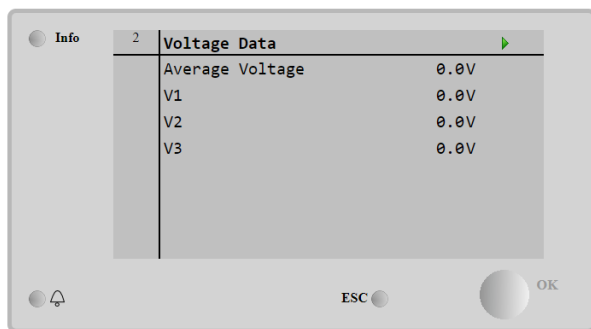 Info
2 Voltage Data
Average Voltage 0.0V
V1 0.0V
V2 0.0V
V3 0.0V
ESC
OK